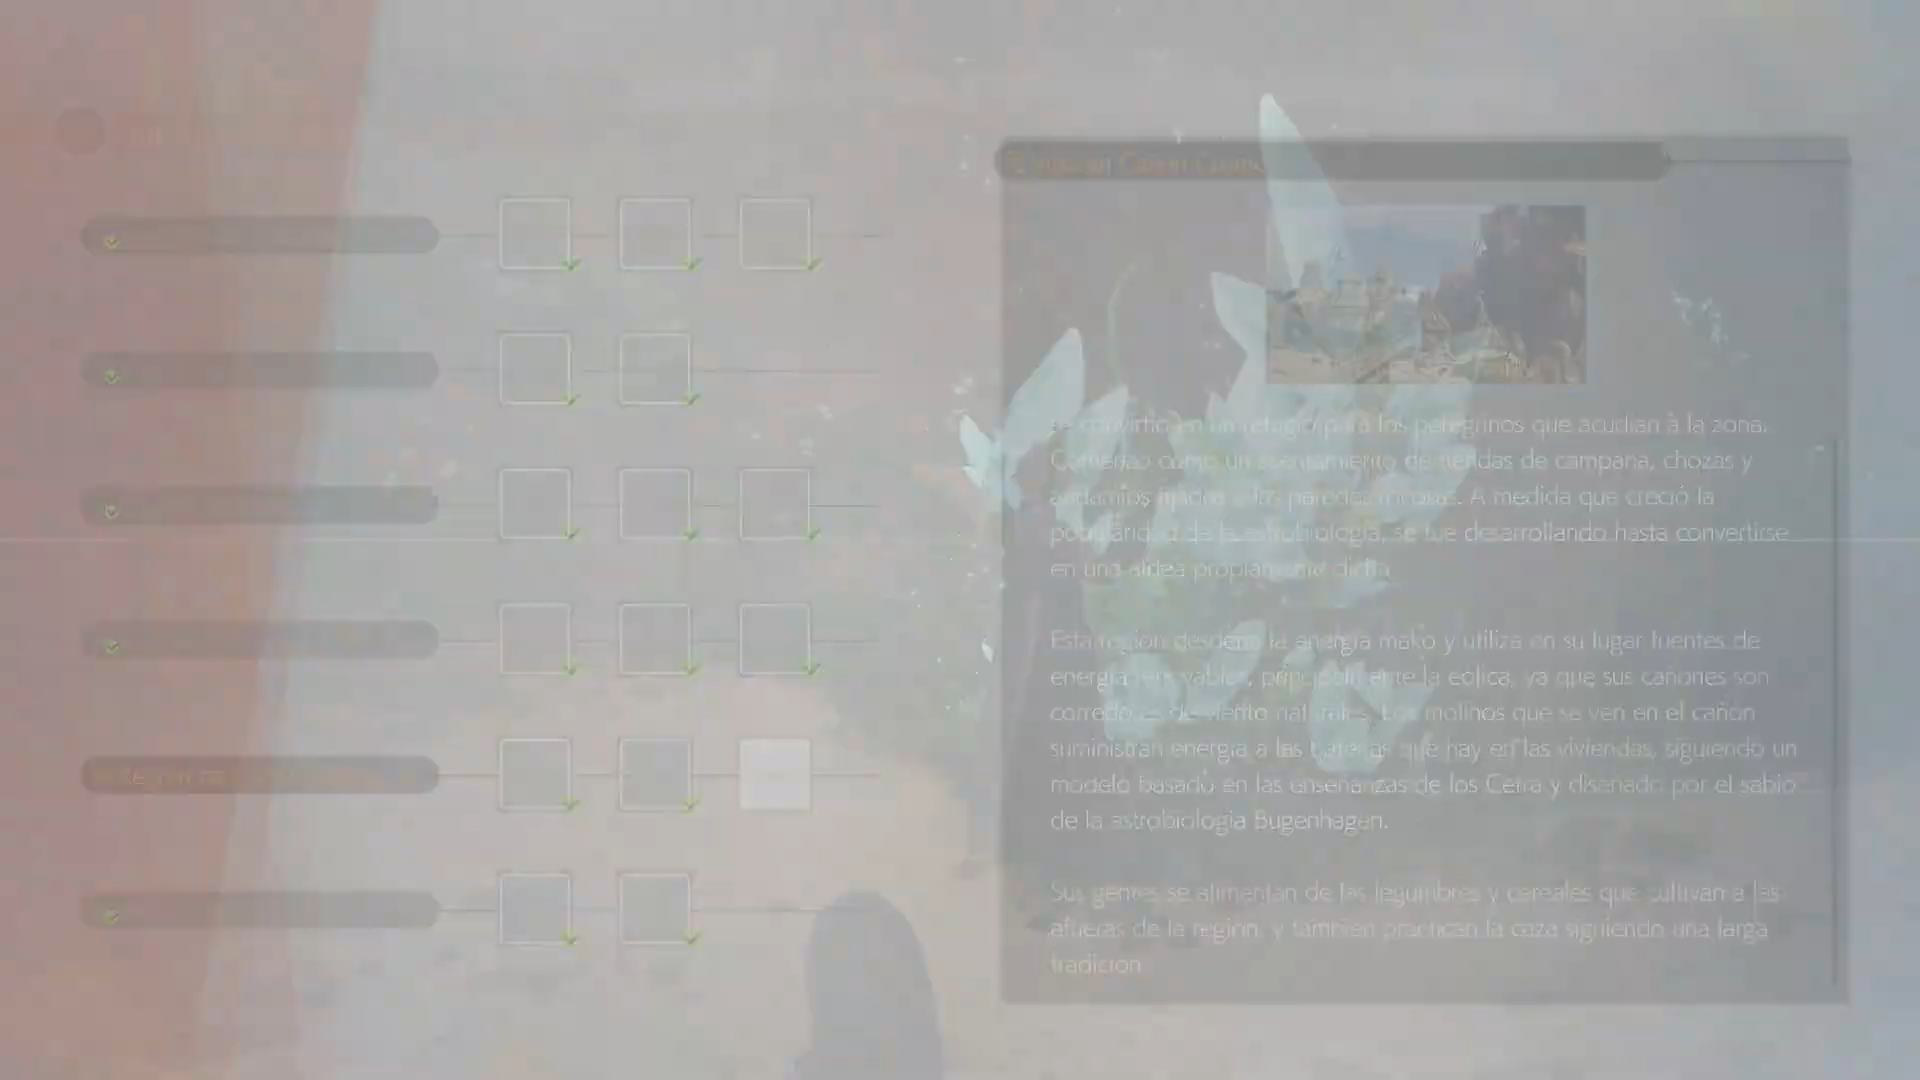 se convirtió en un refugio para los peregrinos que acudían a la zona.
Comenzó como un asentamiento de tiendas de campaña, chozas y
andamios fijados a las paredes rocosas. A medida que creció la
popularidad de la astrobiología, se fue desarrollando hasta convertirse
en una aldea propiamente dicha.
Esta región desdeña la energía mako y utiliza en su lugar fuentes de
energía renovables, principalmente la eólica, ya que sus cañones son
corredores de viento naturales. Los molinos que se ven en el cañón
suministran energía a las baterías que hay en las viviendas, siguiendo un
modelo basado en las enseñanzas de los Cetra y diseñado por el sabio
de la astrobiología Bugenhagen.
Sus gentes se alimentan de las legumbres y cereales que cultivan a las
afueras de la región, y también practican la caza siguiendo una larga
tradición.